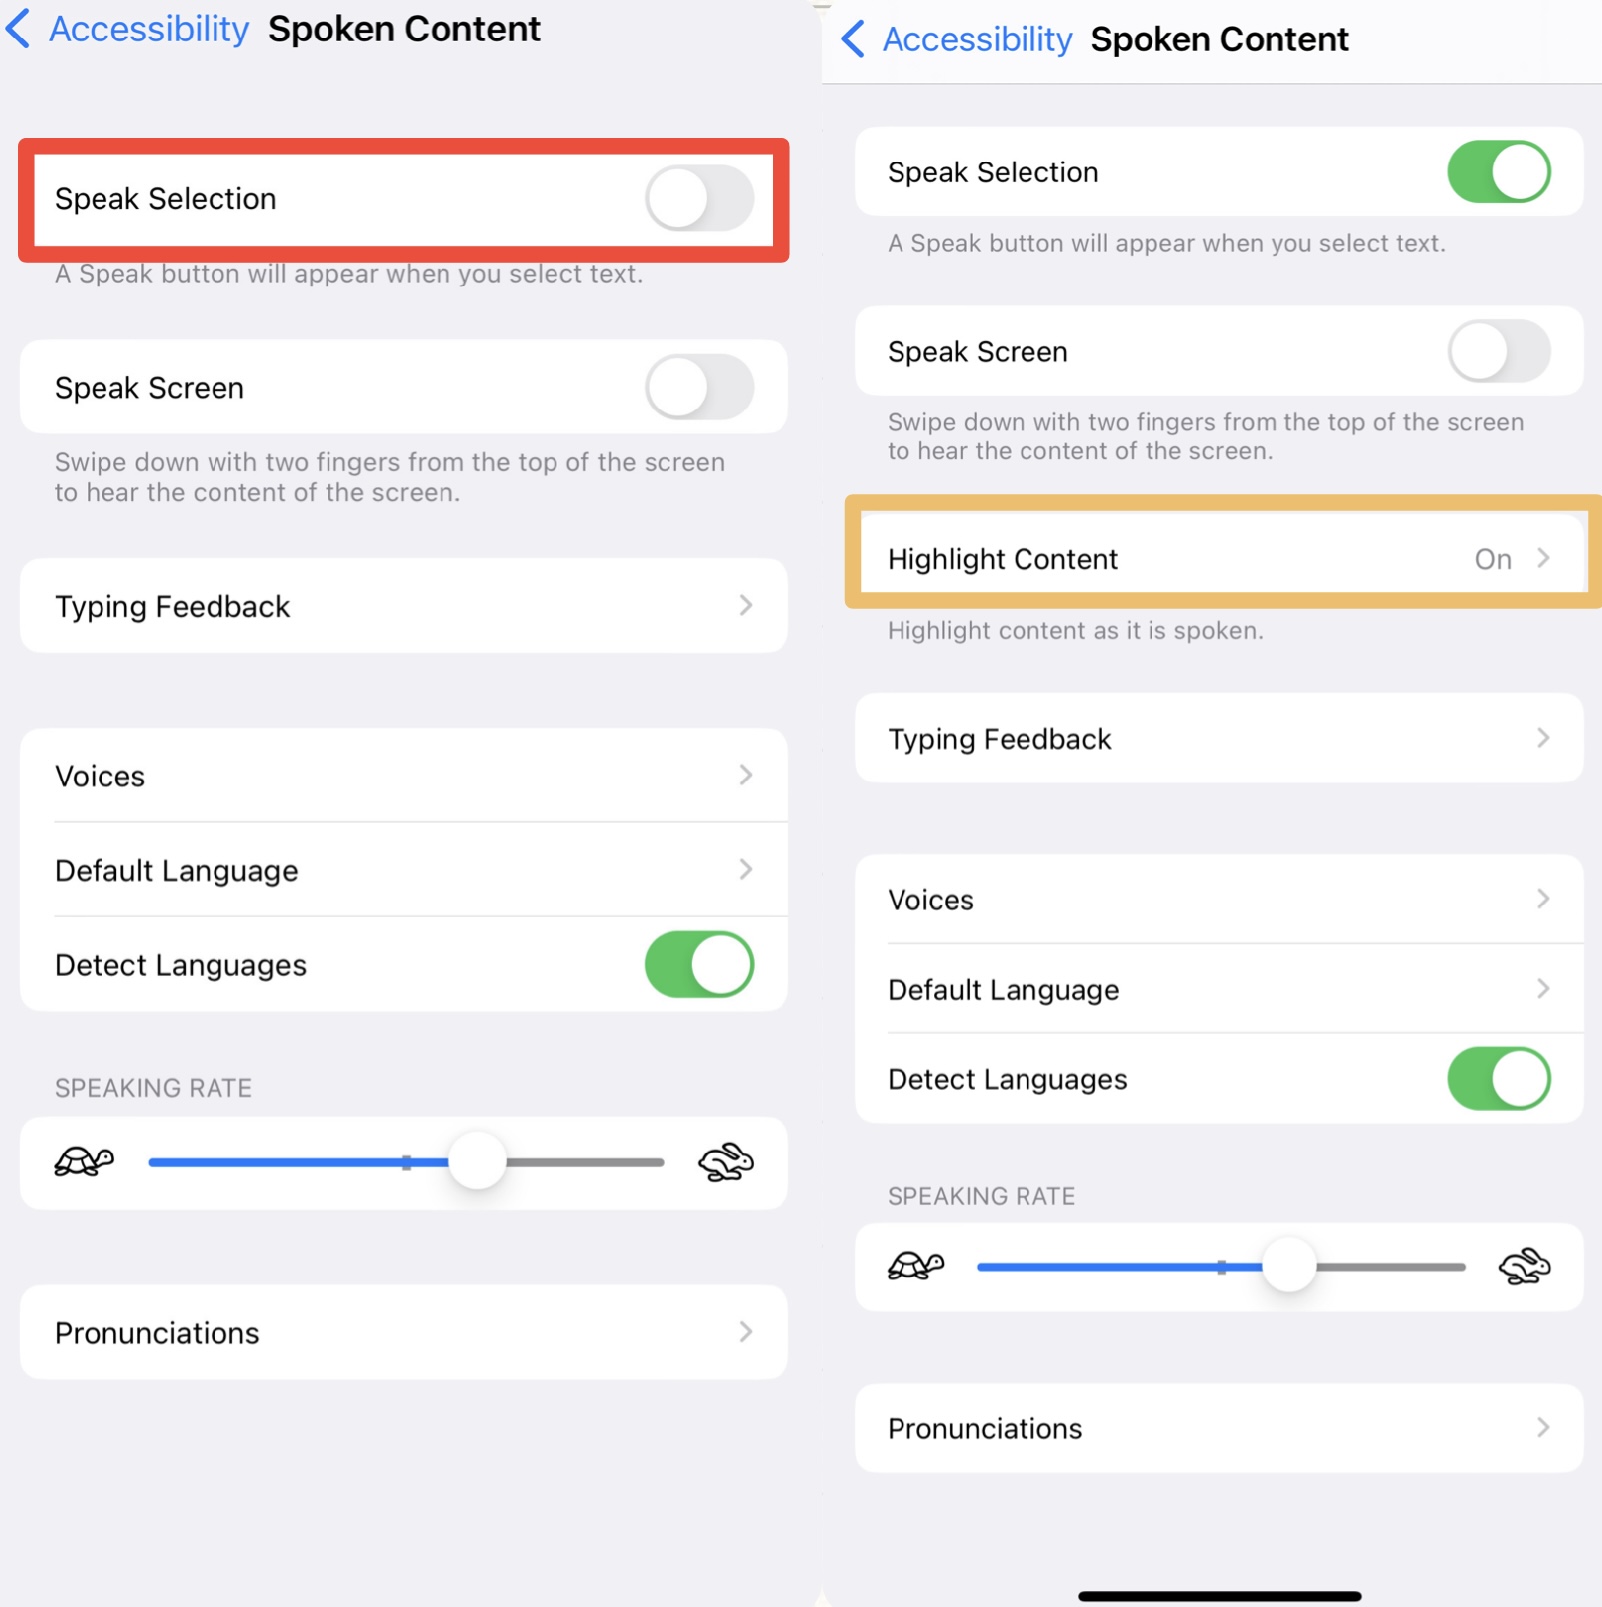 Accessibility Spoken Content
Speak Selection
A Speak button will appear when you select text.
Speak Screen
Swipe down with two fingers from the top of the screen
to hear the content of the screen.
Typing Feedback
Voices
Default Language
Detect Languages
SPEAKING RATE
Pronunciations
Accessibility Spoken Content
Speak Selection
A Speak button will appear when you select text.
Speak Screen
Swipe down with two fingers from the top of the screen
to hear the content of the screen.
Highlight Content On
Highlight content as it is spoken.
Typing Feedback
Voices
Default Language
Detect Languages
SPEAKING RATE
Pronunciations